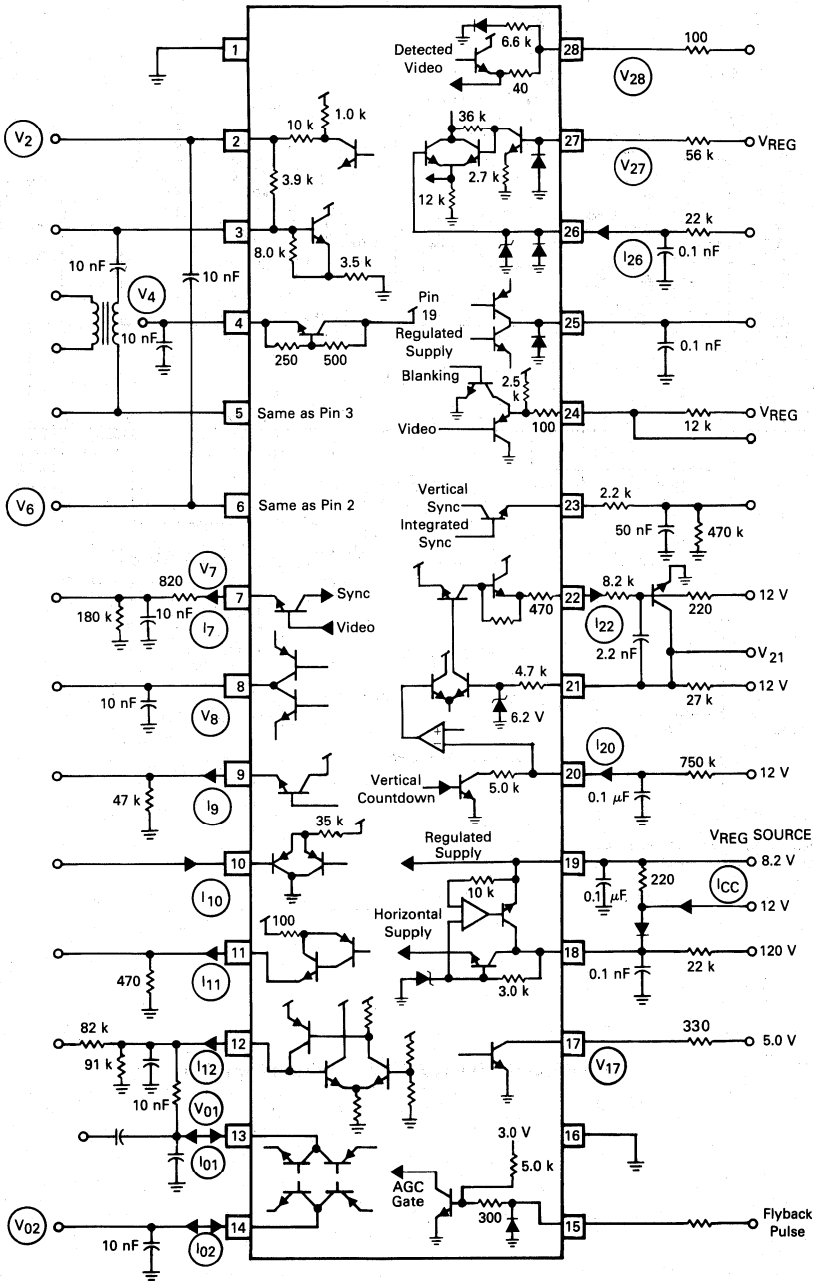 1
28
100
6.6 k
Detected
Video
40
V28
V2
2
10 k
1.0 k
36 k
27
VREG
56 k
V27
3.9 k
2.7 k
12 k
3
26
22 k
I26
0.1 nF
8.0 k
3.5 k
10 nF
10 nF
V4
4
10 nF
250
500
Pin
19
Regulated
Supply
25
0.1 nF
Blanking
2.5
k
5
Same as Pin 3
Video
100
24
12 k
VREG
V6
6
Same as Pin 2
Vertical
Sync
Integrated
Sync
23
2.2 k
50 nF
470 k
V7
820
7
Sync
Video
180 k
10 nF
I7
470
22
8.2 k
I22
220
12 V
2.2 nF
V21
8
10 nF
V8
4.7 k
6.2 V
21
27 k
12 V
+
−
9
47 k
I9
Vertical
Countdown
5.0 k
20
I20
750 k
12 V
0.1 µF
35 k
10
I10
Regulated
Supply
19
VREG SOURCE
8.2 V
0.1 µF
220
ICC
12 V
10 k
100
11
470
I11
Horizontal
Supply
3.0 k
18
0.1 nF
22 k
120 V
82 k
12
91 k
I12
10 nF
17
330
5.0 V
V17
V01
13
I01
3.0 V
5.0 k
16
AGC
Gate
300
15
Flyback
Pulse
V02
14
10 nF
I02